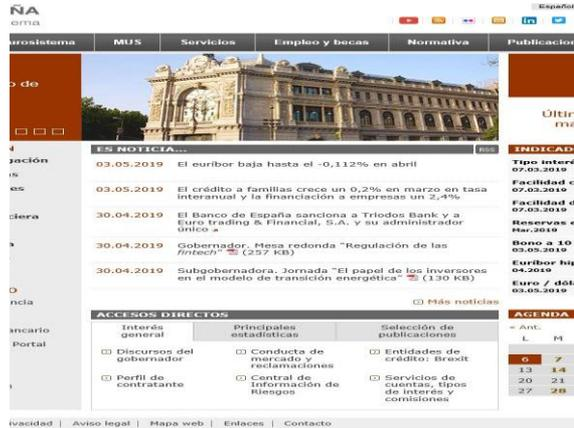 ÑA
ema
Español
urosistema
MUS
Servicios
Empleo y becas
Normativa
Publicacion
o de
Últir
ma
N
gación
s
es
ciera
n
s
O
ncia
ancario
Portal
n
ES NOTICIA...
RSS
03.05.2019 El euríbor baja hasta el -0,112% en abril
03.05.2019 El crédito a familias crece un 0,2% en marzo en tasa
interanual y la financiación a empresas un 2,4%
30.04.2019 El Banco de España sanciona a Triodos Bank y a
Euro trading & Financial, S.A. y su administrador
único
30.04.2019 Gobernador. Mesa redonda "Regulación de las
fintech" (257 KB)
30.04.2019 Subgobernadora. Jornada "El papel de los inversores
en el modelo de transición energética" (130 KB)
Más noticias
ACCESOS DIRECTOS
Interés
general
Principales
estadísticas
Selección de
publicaciones
Discursos del
gobernador
Perfil de
contratante
Conducta de
mercado y
reclamaciones
Central de
Información de
Riesgos
Entidades de
crédito: Brexit
Servicios de
cuentas, tipos
de interés y
comisiones
INDICAD
Tipo interé
07.03.2019
Facilidad c
07.03.2019
Facilidad d
07.03.2019
Reservas e
Mar.2019
Bono a 10
03.05.2019
Euríbor hip
04.2019
Euro / dóla
03.05.2019
AGENDA
« Ant.
L M
6 7
13 14
20 21
27 28
ivacidad | Aviso legal | Mapa web | Enlaces | Contacto